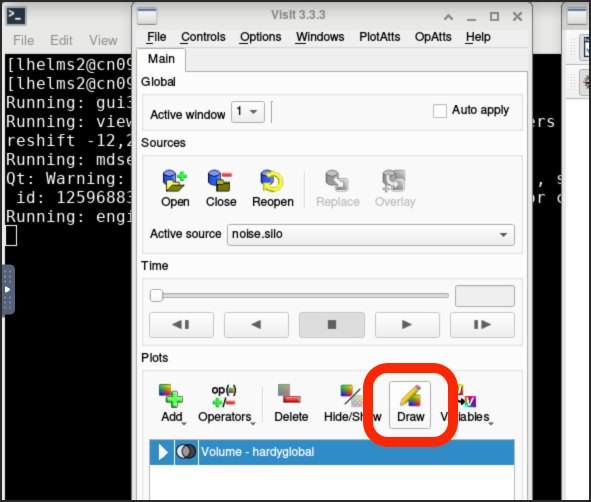 VisIt 3.3.3
File Edit View
File Controls Options Windows PlotAtts OpAtts Help
[lhelms2@cn09
[lhelms2@cn09
Running: gui3
Running: view
ers
reshift -12,2
Running: mdse
Qt: Warning:
, s
id: 12596883
or
Running: engi
Main
Global
Active window 1
Auto apply
Sources
Open Close Reopen Replace Overlay
Active source noise.silo
Time
Plots
op(•)
Add Operators Delete Hide/Show Draw Variables
Volume - hardyglobal